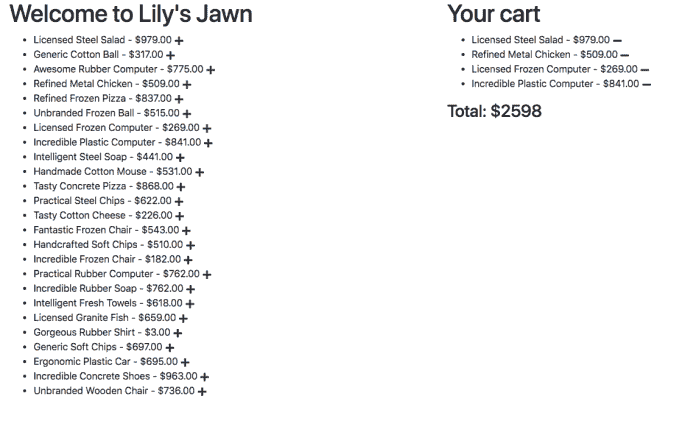 Welcome to Lily's Jawn
Licensed Steel Salad - $979.00 +
Generic Cotton Ball - $317.00 +
Awesome Rubber Computer - $775.00 +
Refined Metal Chicken - $509.00 +
Refined Frozen Pizza - $837.00 +
Unbranded Frozen Ball - $515.00 +
Licensed Frozen Computer - $269.00 +
Incredible Plastic Computer - $841.00 +
Intelligent Steel Soap - $441.00 +
Handmade Cotton Mouse - $531.00 +
Tasty Concrete Pizza - $868.00 +
Practical Steel Chips - $622.00 +
Tasty Cotton Cheese - $226.00 +
Fantastic Frozen Chair - $543.00 +
Handcrafted Soft Chips - $510.00 +
Incredible Frozen Chair - $182.00 +
Practical Rubber Computer - $762.00 +
Incredible Rubber Soap - $762.00 +
Intelligent Fresh Towels - $618.00 +
Licensed Granite Fish - $659.00 +
Gorgeous Rubber Shirt - $3.00 +
Generic Soft Chips - $697.00 +
Ergonomic Plastic Car - $695.00 +
Incredible Concrete Shoes - $963.00 +
Unbranded Wooden Chair - $736.00 +
Your cart
Licensed Steel Salad - $979.00 −
Refined Metal Chicken - $509.00 −
Licensed Frozen Computer - $269.00 −
Incredible Plastic Computer - $841.00 −
Total: $2598